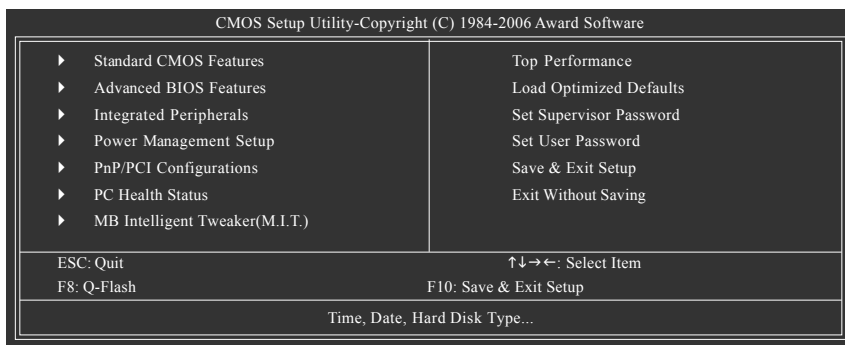 CMOS Setup Utility-Copyright (C) 1984-2006 Award Software
Standard CMOS Features
Advanced BIOS Features
Integrated Peripherals
Power Management Setup
PnP/PCI Configurations
PC Health Status
MB Intelligent Tweaker(M.I.T.)
Top Performance
Load Optimized Defaults
Set Supervisor Password
Set User Password
Save & Exit Setup
Exit Without Saving
ESC: Quit
↑↓→←: Select Item
F8: Q-Flash
F10: Save & Exit Setup
Time, Date, Hard Disk Type...